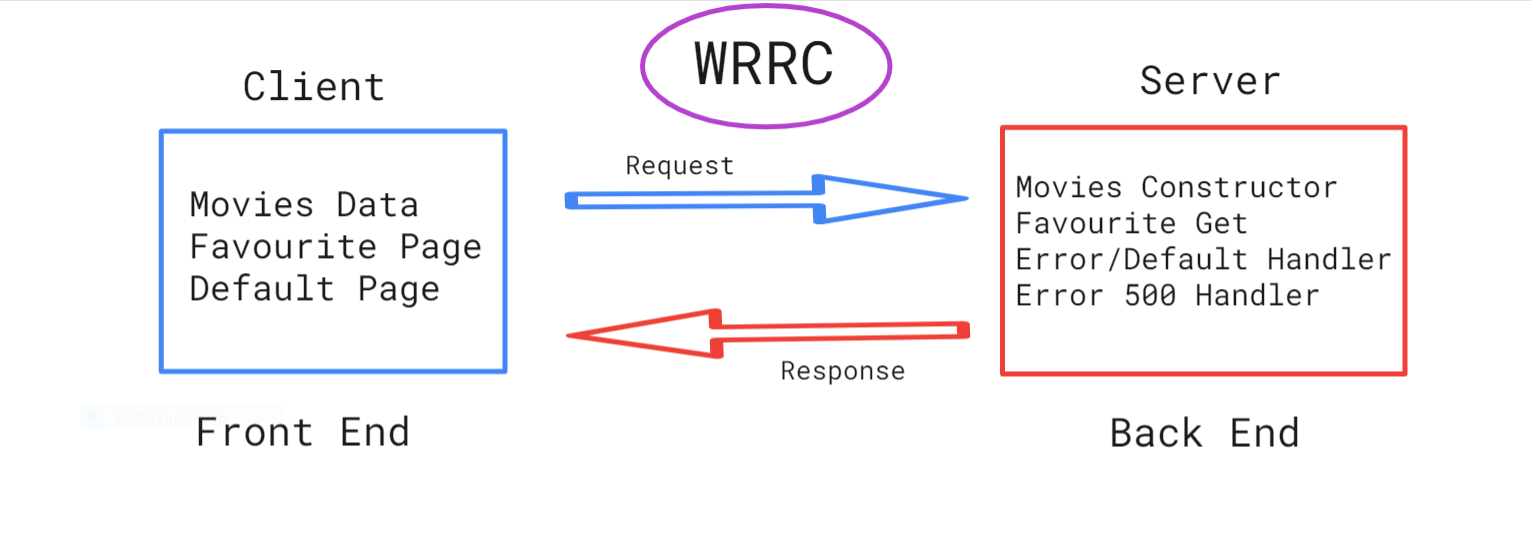 WRRC
Client
Server
Movies Data
Favourite Page
Default Page
Request
Response
Movies Constructor
Favourite Get
Error/Default Handler
Error 500 Handler
Front End
Back End